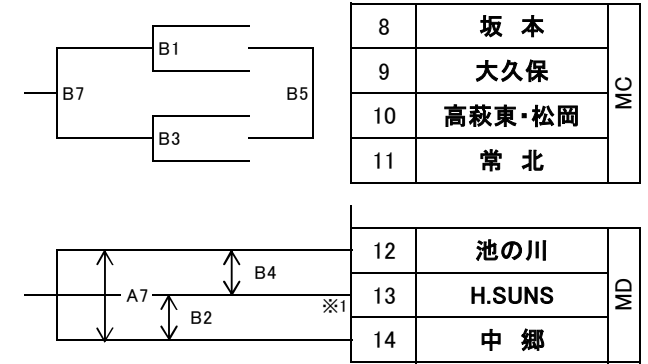 8 坂 本
B1
9 大久保
B7 B5 MC
10 高萩東・松岡
B3
11 常 北
12 池の川
B4
A7 ※1 13 H.SUNS MD
B2
14 中 郷